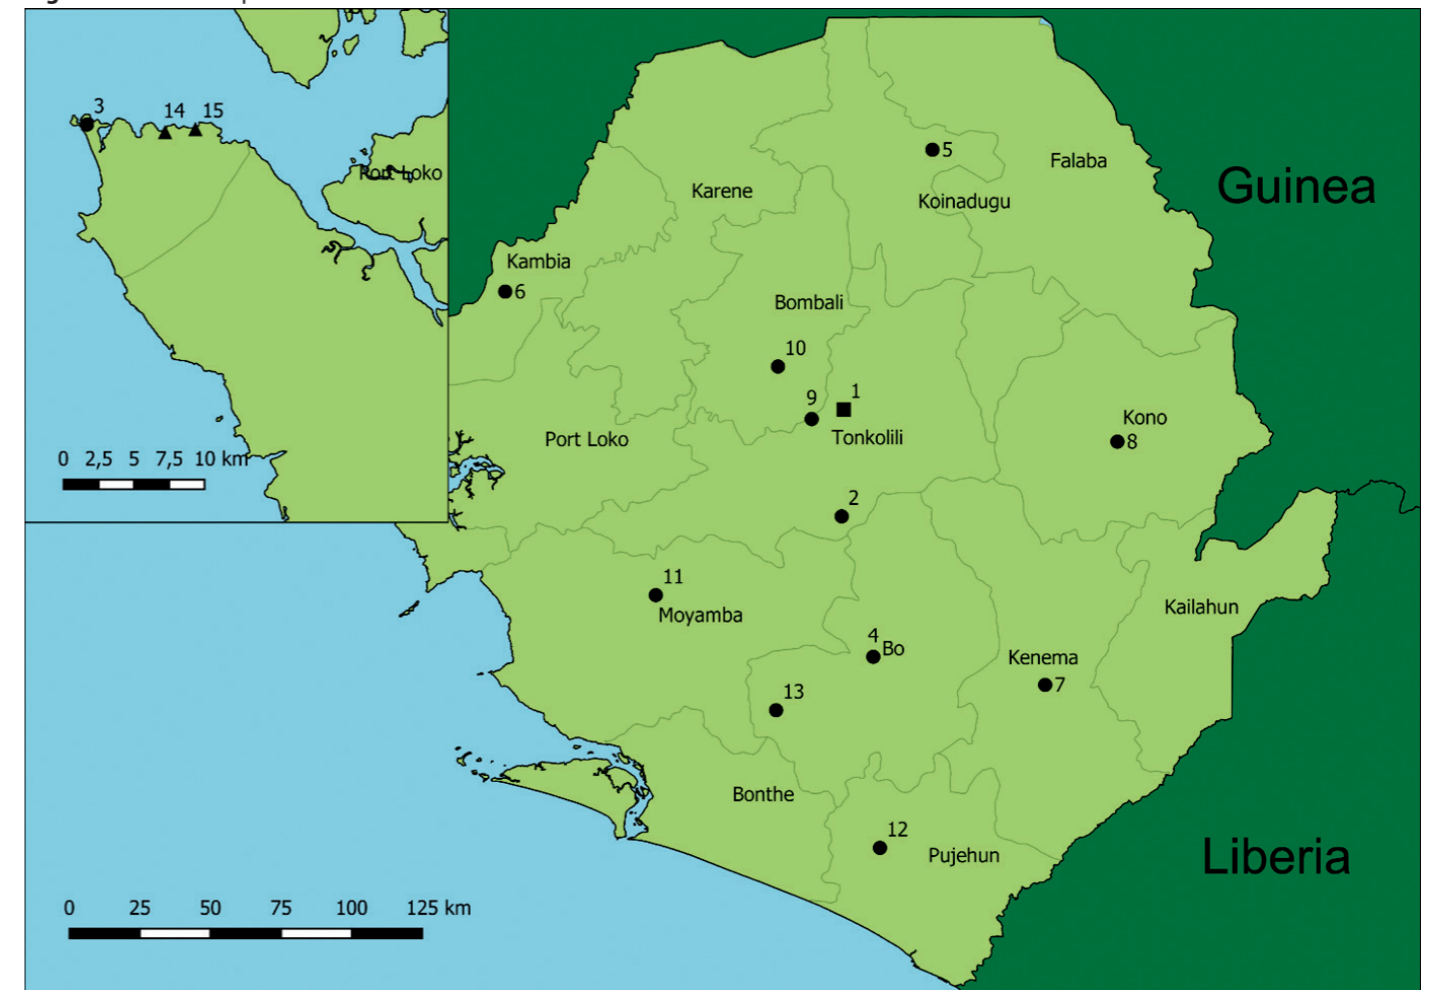 3
14 15
Port Loko
0 2,5 5 7,5 10 km
5
Falaba
Guinea
Karene
Koinadugu
Kambia
6
Bombali
10
1
9
Kono
8
Port Loko
Tonkolili
2
11
Moyamba
Kailahun
4
Bo
Kenema
7
13
Bonthe
12
Pujehun
Liberia
0 25 50 75 100 125 km